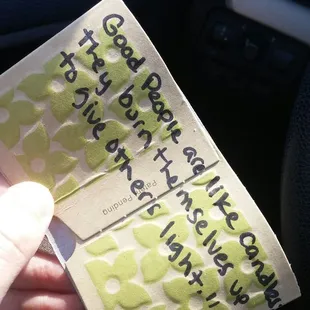 Good People are like candles
they burn themselves up
to give others light.
Patent Pending